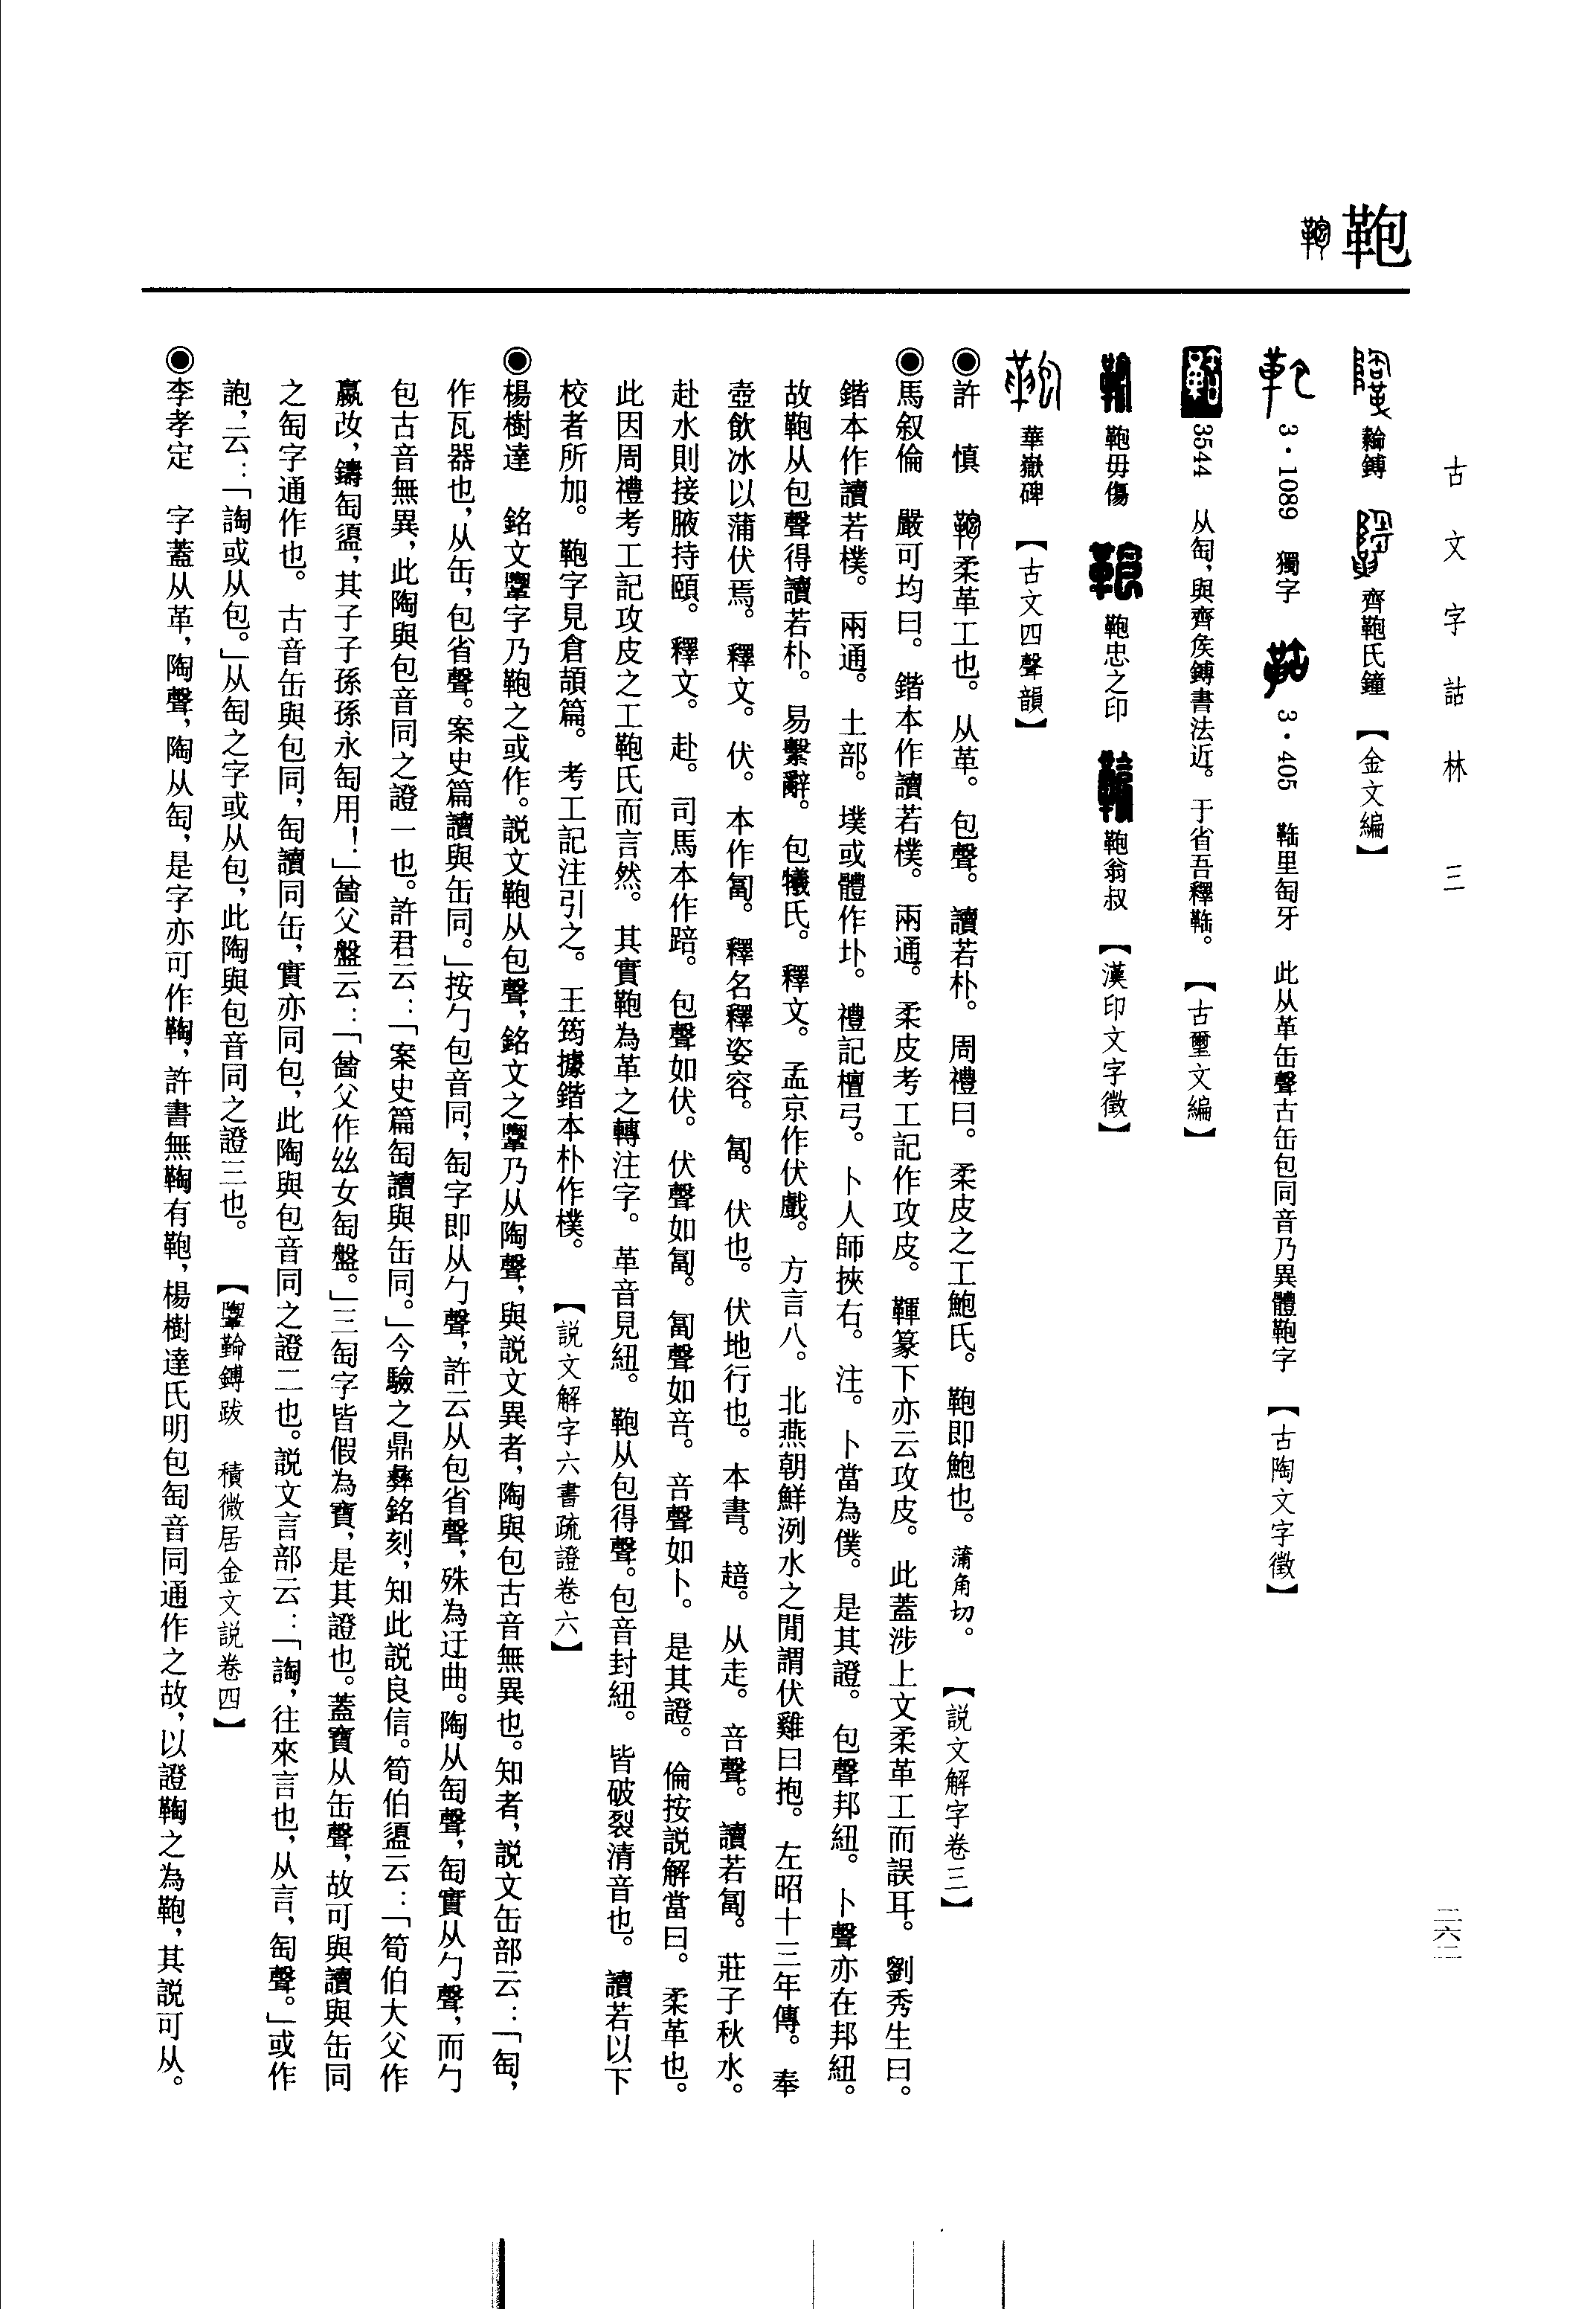 古文字詁林 三
二六二
鞄
𩎂鎛 齊鞄氏鐘 【金文編】
3·1089 獨字 3·405 䩽里匋牙 此从革缶聲古缶包同音乃異體鞄字 【古陶文字徵】
3544 从匋，與齊侯鎛書法近。于省吾釋䩽。 【古璽文編】
鞄毋傷 鞄忠之印 鞄翁叔 【漢印文字徵】
華嶽碑 【古文四聲韻】
◉許 慎 柔革工也。从革。包聲。讀若朴。周禮曰。柔皮之工鮑氏。鞄即鮑也。蒲角切。 【說文解字卷三】
◉馬叙倫 嚴可均曰。鍇本作讀若樸。兩通。柔皮考工記作攻皮。韗篆下亦云攻皮。此蓋涉上文柔革工而誤耳。劉秀生曰。
鍇本作讀若樸。兩通。土部。墣或體作圤。禮記檀弓。卜人師挾右。注。卜當為僕。是其證。包聲邦紐。卜聲亦在邦紐。
故鞄从包聲得讀若朴。易繫辭。包犧氏。釋文。孟京作伏戲。方言八。北燕朝鮮洌水之閒謂伏雞曰抱。左昭十三年傳。奉
壺飲冰以蒲伏焉。釋文。伏。本作匐。釋名釋姿容。匐。伏也。伏地行也。本書。䞳。从走。音聲。讀若匐。莊子秋水。
赴水則接腋持頤。釋文。赴。司馬本作踣。包聲如伏。伏聲如匐。匐聲如音。音聲如卜。是其證。倫按說解當曰。柔革也。
此因周禮考工記攻皮之工鞄氏而言然。其實鞄為革之轉注字。革音見紐。鞄从包得聲。包音封紐。皆破裂清音也。讀若以下
校者所加。鞄字見倉頡篇。考工記注引之。王筠據鍇本朴作樸。 【說文解字六書疏證卷六】
◉楊樹達 銘文𩍥字乃鞄之或作。說文鞄从包聲，銘文之𩍥乃从陶聲，與說文異者，陶與包古音無異也。知者，說文缶部云：「匋，
作瓦器也，从缶，包省聲。案史篇讀與缶同。」按勹包音同，匋字即从勹聲，許云从包省聲，殊為迂曲。陶从匋聲，匋實从勹聲，而勹
包古音無異，此陶與包音同之證一也。許君云：「案史篇匋讀與缶同。」今驗之鼎彝銘刻，知此說良信。筍伯盨云：「筍伯大父作
嬴改，鑄匋盨，其子子孫孫永匋用！」㿝父盤云：「㿝父作𢆶女匋盤。」三匋字皆假為寶，是其證也。蓋寶从缶聲，故可與讀與缶同
之匋字通作也。古音缶與包同，匋讀同缶，實亦同包，此陶與包音同之證二也。說文言部云：「詢，往來言也，从言，匋聲。」或作
詾，云：「詢或从包。」从匋之字或从包，此陶與包音同之證三也。 【𩍥𩎂鎛跋 積微居金文說卷四】
◉李孝定 字蓋从革，陶聲，陶从匋，是字亦可作鞠，許書無鞠有鞄，楊樹達氏明包匋音同通作之故，以證鞠之為鞄，其說可从。